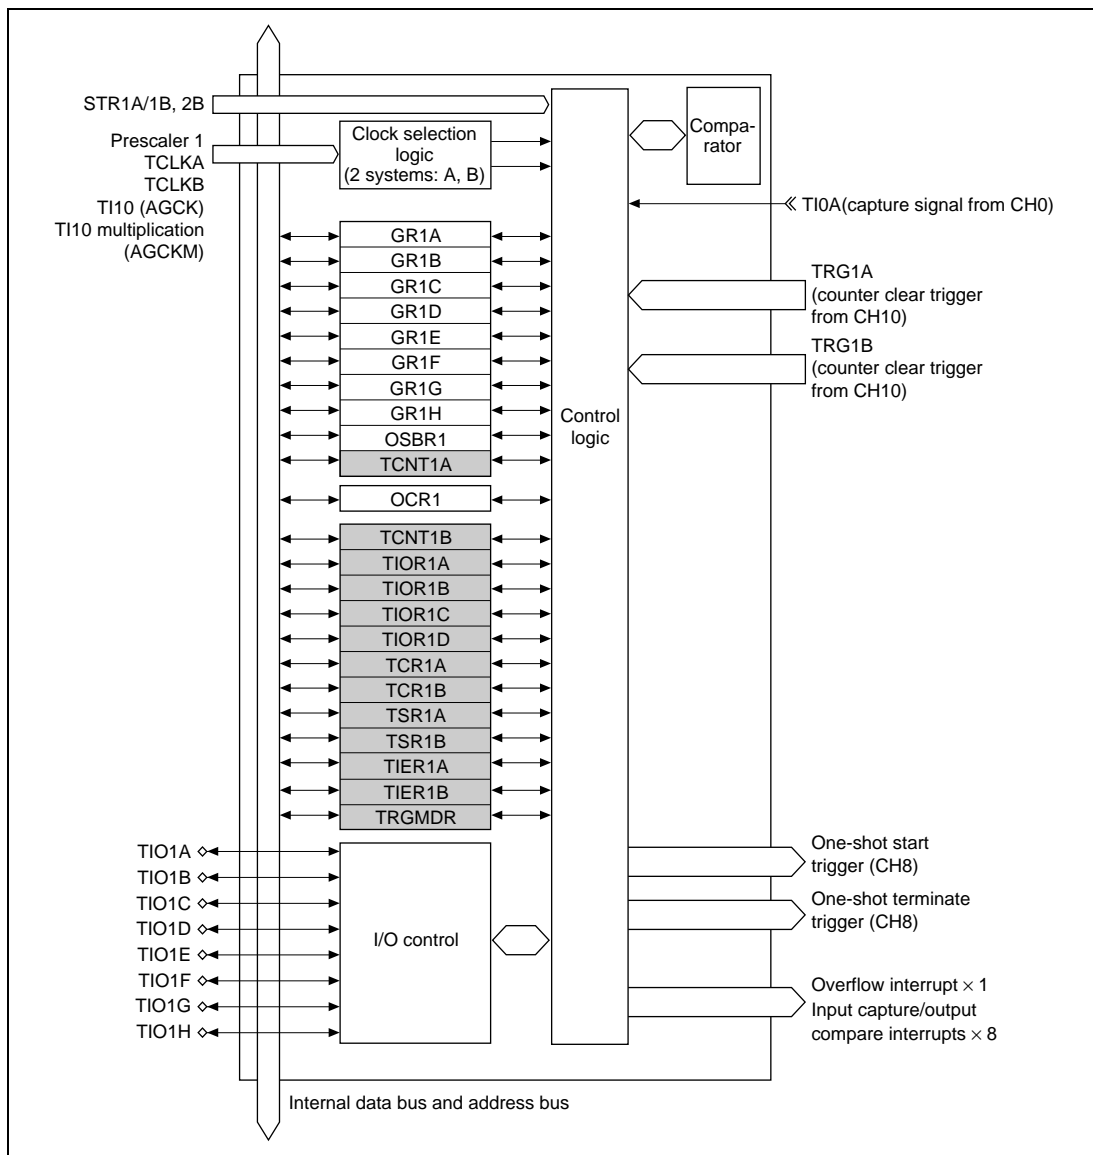 STR1A/1B, 2B
Prescaler 1
TCLKA
TCLKB
TI10 (AGCK)
TI10 multiplication
(AGCKM)
Clock selection
logic
(2 systems: A, B)
Compa-
rator
TI0A(capture signal from CH0)
TRG1A
(counter clear trigger
from CH10)
TRG1B
(counter clear trigger
from CH10)
Control
logic
GR1A
GR1B
GR1C
GR1D
GR1E
GR1F
GR1G
GR1H
OSBR1
TCNT1A
OCR1
TCNT1B
TIOR1A
TIOR1B
TIOR1C
TIOR1D
TCR1A
TCR1B
TSR1A
TSR1B
TIER1A
TIER1B
TRGMDR
TIO1A
TIO1B
TIO1C
TIO1D
TIO1E
TIO1F
TIO1G
TIO1H
I/O control
One-shot start
trigger (CH8)
One-shot terminate
trigger (CH8)
Overflow interrupt × 1
Input capture/output
compare interrupts × 8
Internal data bus and address bus